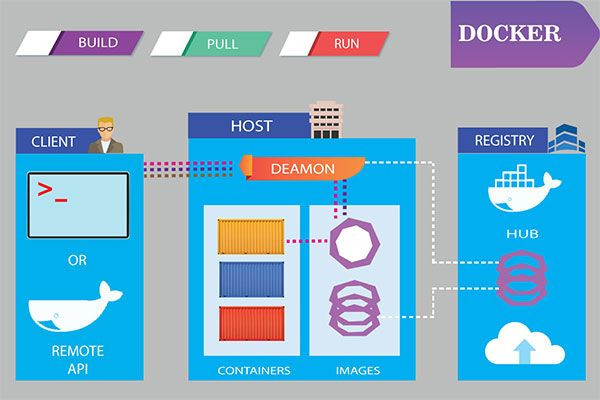 BUILD
PULL
RUN
DOCKER
CLIENT
HOST
REGISTRY
DEAMON
>_
OR
HUB
REMOTE
API
CONTAINERS
IMAGES